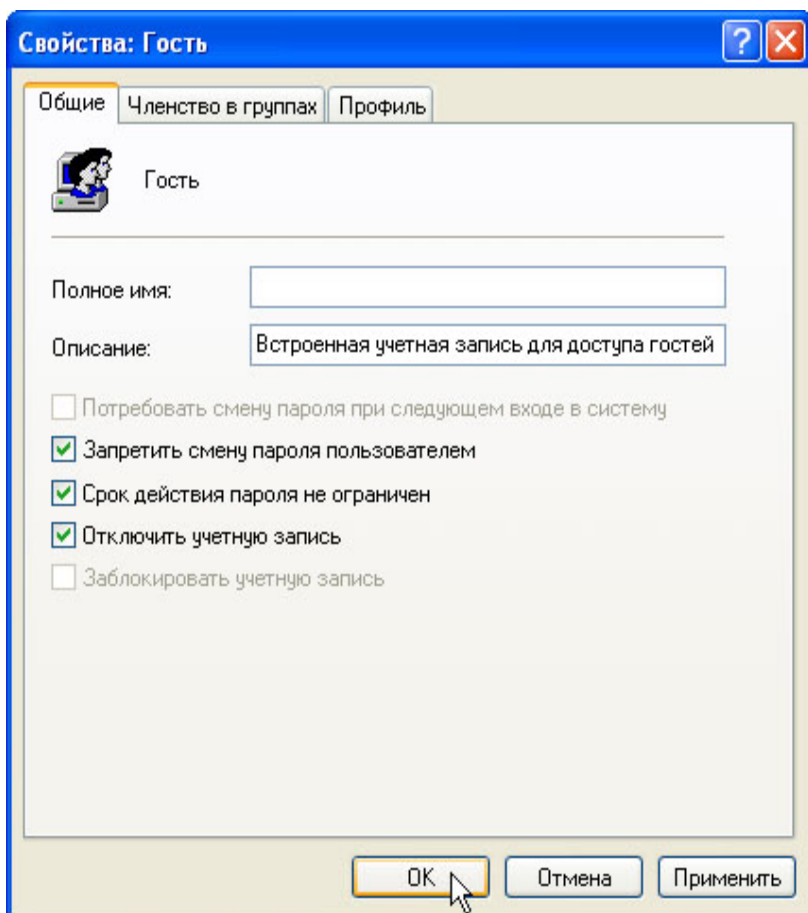 Свойства: Гость
Общие Членство в группах Профиль
Гость
Полное имя:
Описание: Встроенная учетная запись для доступа гостей
Потребовать смену пароля при следующем входе в систему
Запретить смену пароля пользователем
Срок действия пароля не ограничен
Отключить учетную запись
Заблокировать учетную запись
OK Отмена Применить